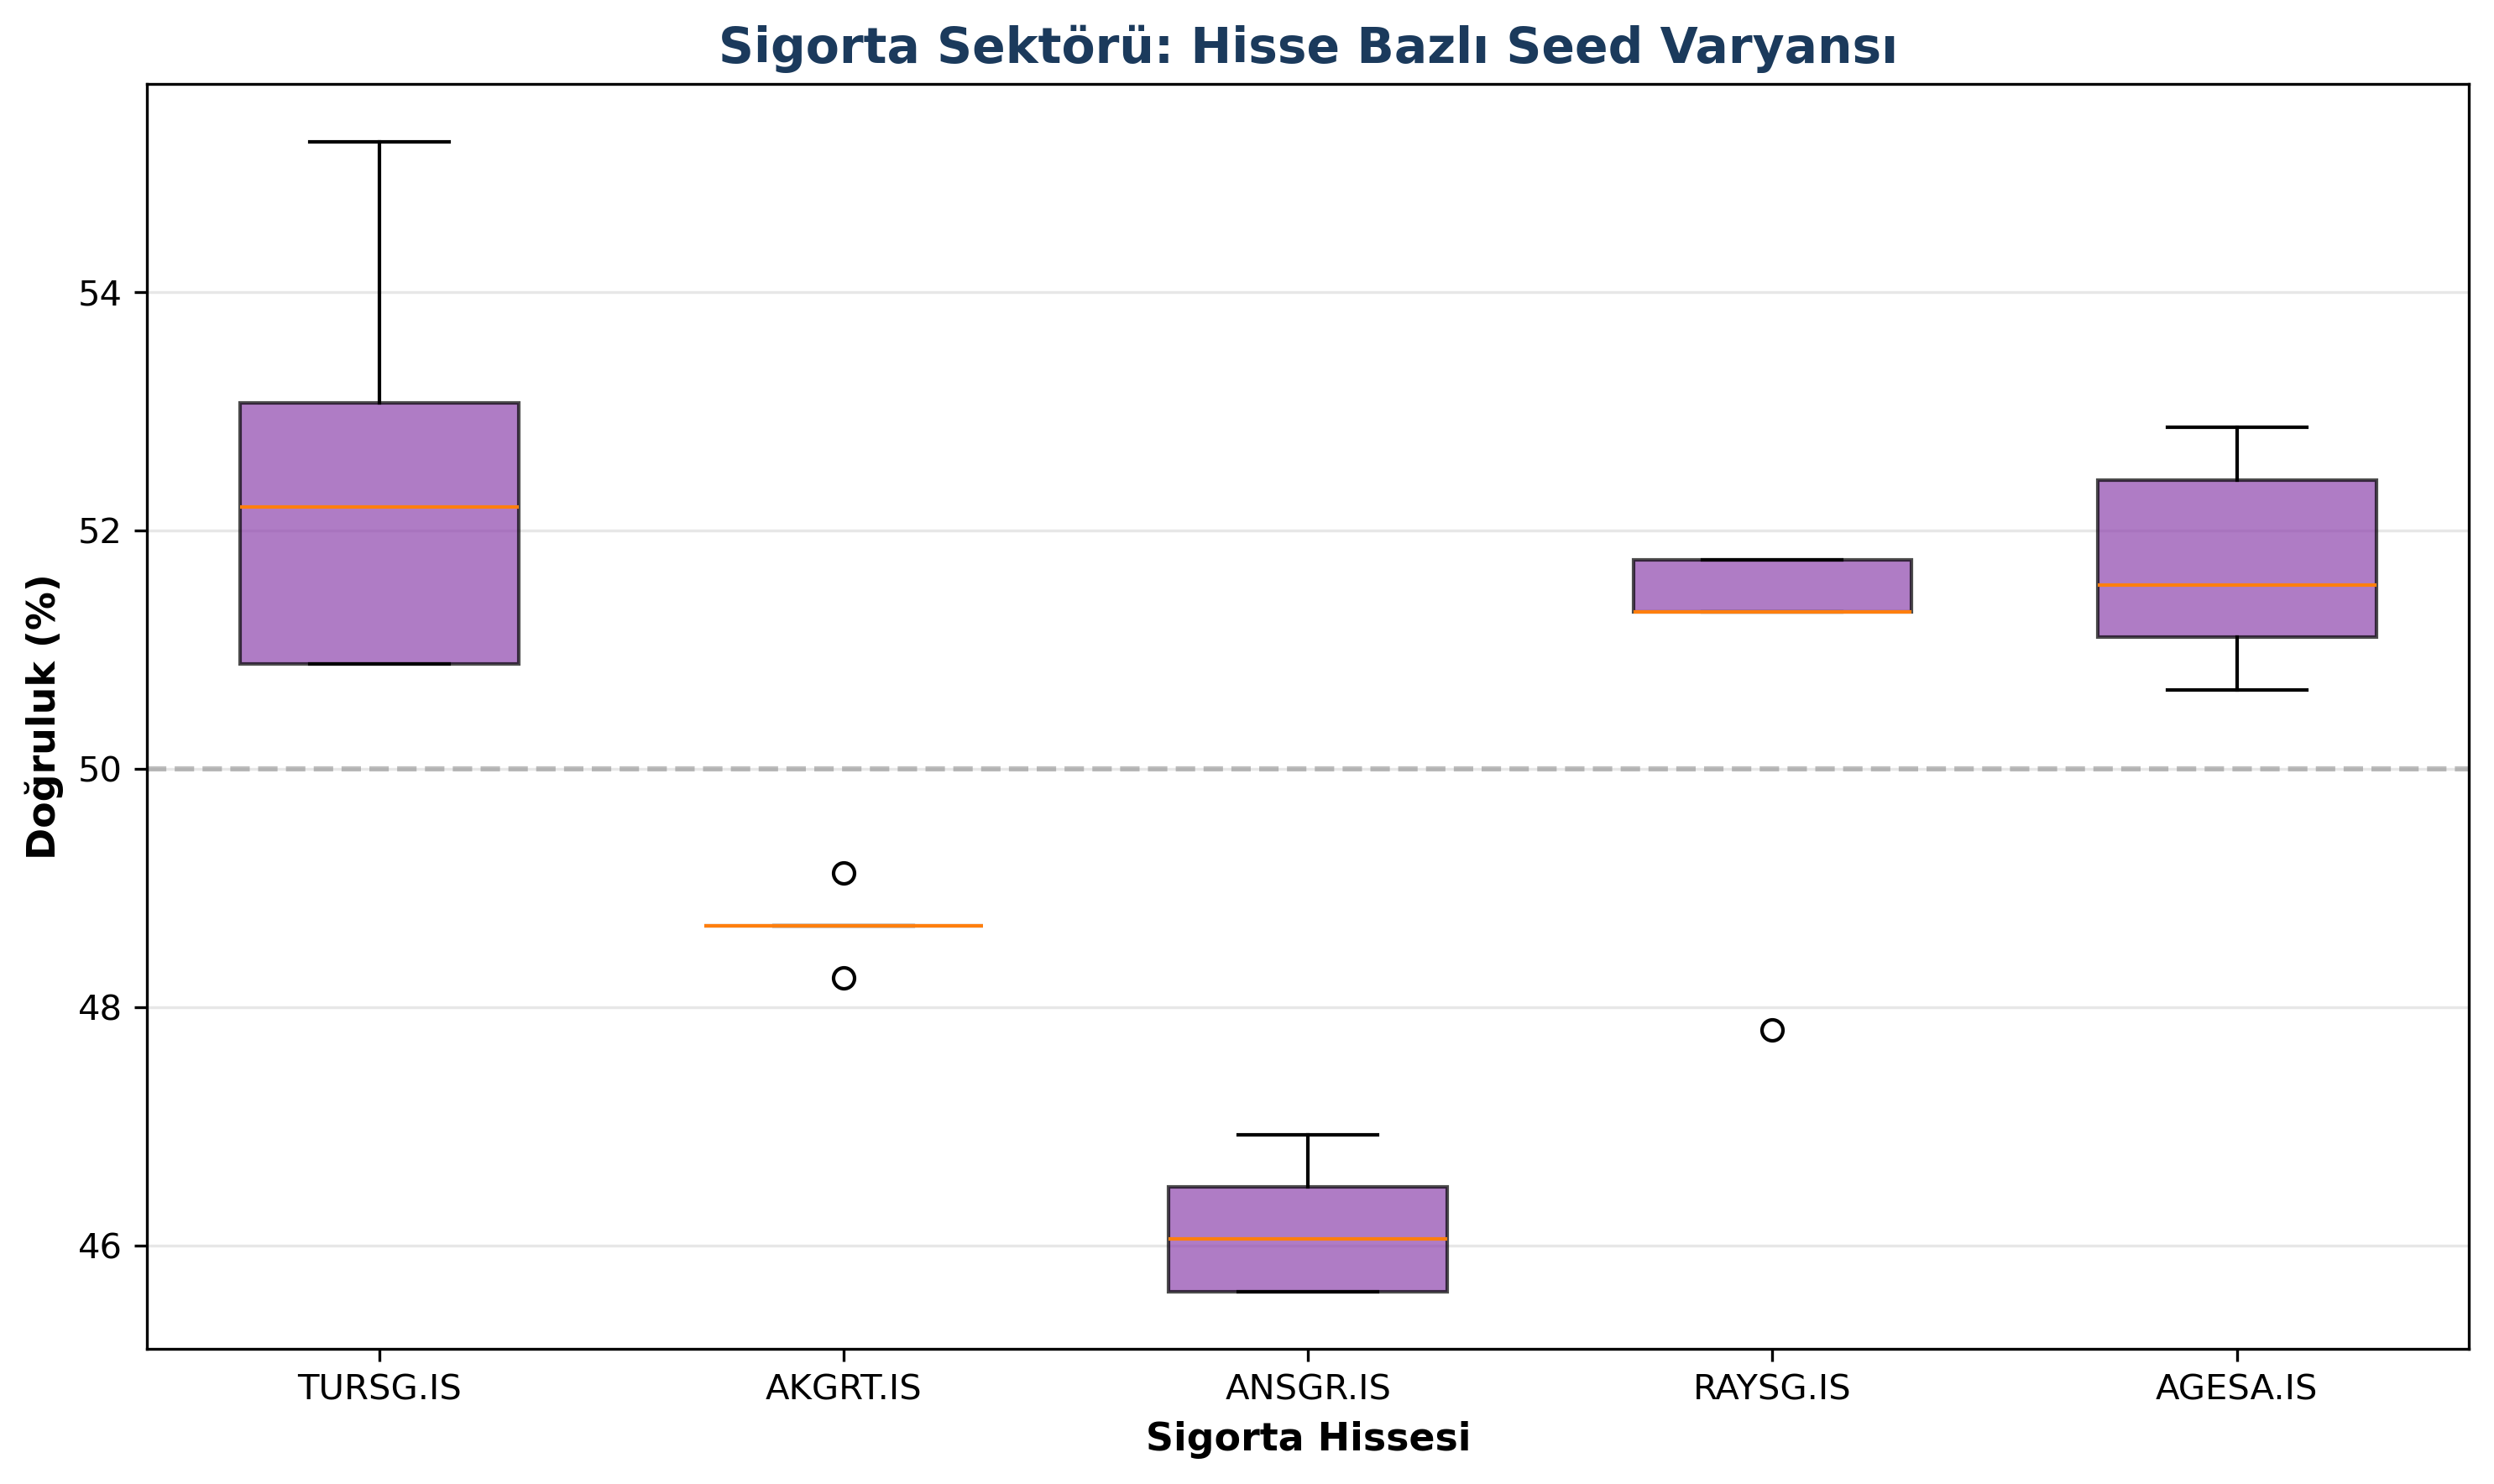 Sigorta Sektörü: Hisse Bazlı Seed Varyansı
Doğruluk (%)
54
52
50
48
46
TURSG.IS
AKGRT.IS
ANSGR.IS
RAYSG.IS
AGESA.IS
Sigorta Hissesi